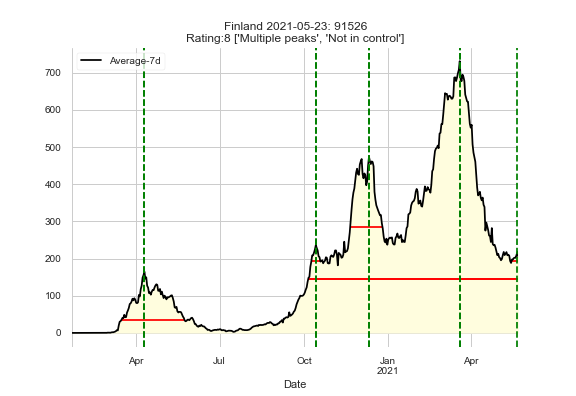 Finland 2021-05-23: 91526
Rating:8 ['Multiple peaks', 'Not in control']
Average-7d
700
600
500
400
300
200
100
0
Apr
Jul
Oct
Jan
2021
Apr
Date